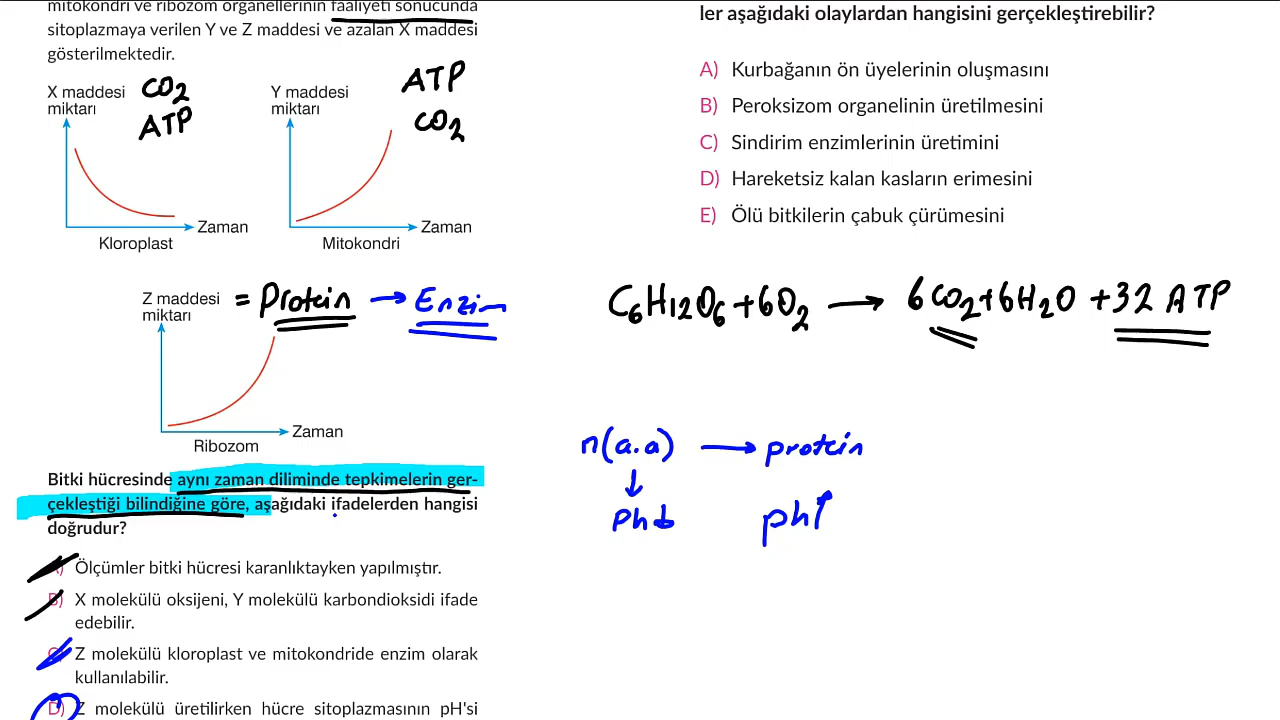 mitokondri ve ribozom organellerinin faaliyeti sonucunda
sitoplazmaya verilen Y ve Z maddesi ve azalan X maddesi
gösterilmektedir.
X maddesi
miktarı
CO2
ATP
Zaman
Kloroplast
Y maddesi
miktarı
ATP
CO2
Zaman
Mitokondri
Z maddesi
miktarı
= Protein → Enzim
Zaman
Ribozom
Bitki hücresinde aynı zaman diliminde tepkimelerin ger-
çekleştiği bilindiğine göre, aşağıdaki ifadelerden hangisi
doğrudur?
A) Ölçümler bitki hücresi karanlıktayken yapılmıştır.
B) X molekülü oksijeni, Y molekülü karbondioksidi ifade
edebilir.
C) Z molekülü kloroplast ve mitokondride enzim olarak
kullanılabilir.
D) Z molekülü üretilirken hücre sitoplazmasının pH'si
ler aşağıdaki olaylardan hangisini gerçekleştirebilir?
A) Kurbağanın ön üyelerinin oluşmasını
B) Peroksizom organelinin üretilmesini
C) Sindirim enzimlerinin üretimini
D) Hareketsiz kalan kasların erimesini
E) Ölü bitkilerin çabuk çürümesini
C6H12O6 + 6O2 → 6CO2 + 6H2O + 32 ATP
n(a.a) → protein
↓
ph↓ ph↑